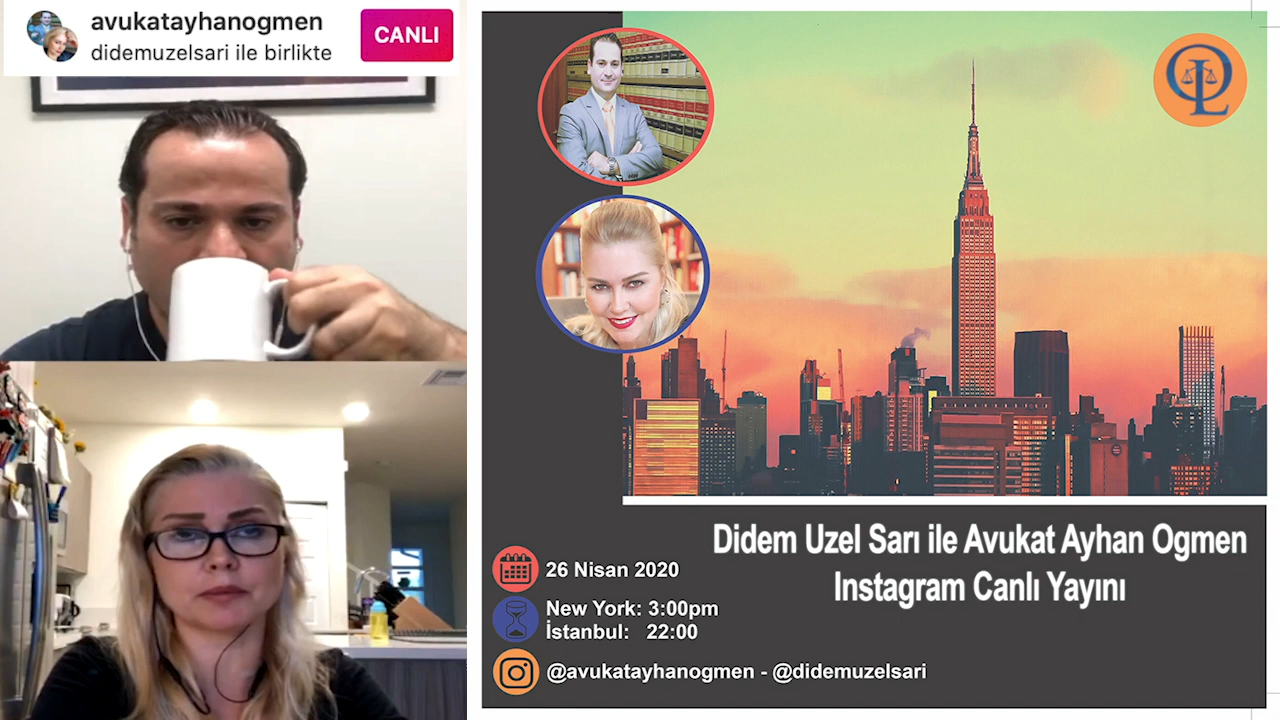 avukatayhanogmen
didemuzelsari ile birlikte
CANLI
OL
Didem Uzel Sarı ile Avukat Ayhan Ogmen
Instagram Canlı Yayını
26 Nisan 2020
New York: 3:00pm
İstanbul: 22:00
@avukatayhanogmen - @didemuzelsari